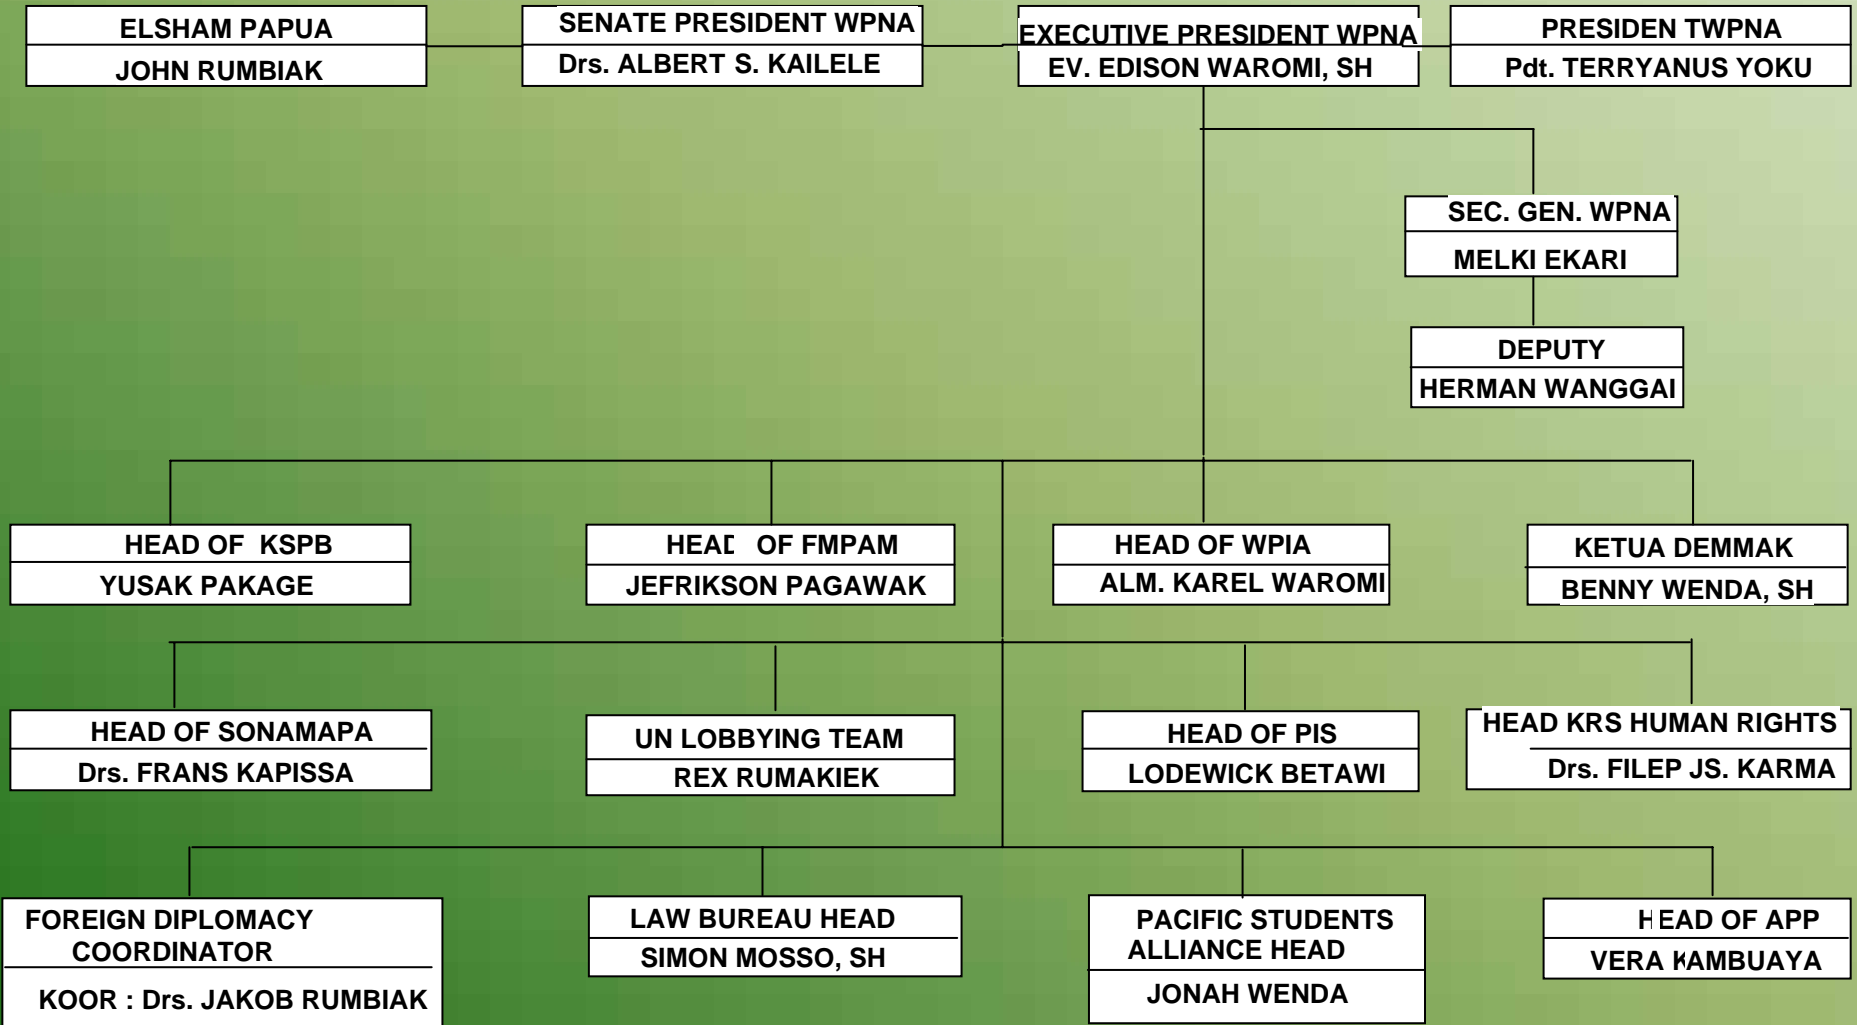 ELSHAM PAPUA
JOHN RUMBIAK
SENATE PRESIDENT WPNA
Drs. ALBERT S. KAILELE
EXECUTIVE PRESIDENT WPNA
EV. EDISON WAROMI, SH
PRESIDEN TWPNA
Pdt. TERRYANUS YOKU
SEC. GEN. WPNA
MELKI EKARI
DEPUTY
HERMAN WANGGAI
HEAD OF KSPB
YUSAK PAKAGE
HEAD OF FMPAM
JEFRIKSON PAGAWAK
HEAD OF WPIA
ALM. KAREL WAROMI
KETUA DEMMAK
BENNY WENDA, SH
HEAD OF SONAMAPA
Drs. FRANS KAPISSA
UN LOBBYING TEAM
REX RUMAKIEK
HEAD OF PIS
LODEWICK BETAWI
HEAD KRS HUMAN RIGHTS
Drs. FILEP JS. KARMA
FOREIGN DIPLOMACY
COORDINATOR
KOOR : Drs. JAKOB RUMBIAK
LAW BUREAU HEAD
SIMON MOSSO, SH
PACIFIC STUDENTS
ALLIANCE HEAD
JONAH WENDA
HEAD OF APP
VERA KAMBUAYA